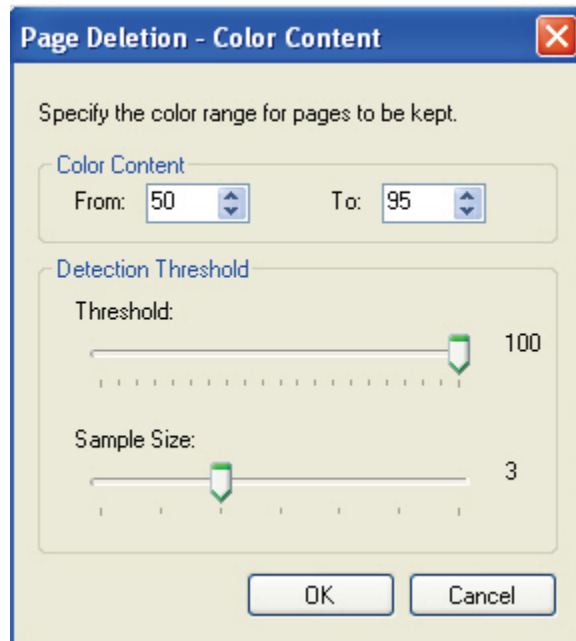 Page Deletion - Color Content
Specify the color range for pages to be kept.
Color Content
From: 50 To: 95
Detection Threshold
Threshold:
100
Sample Size:
3
OK Cancel